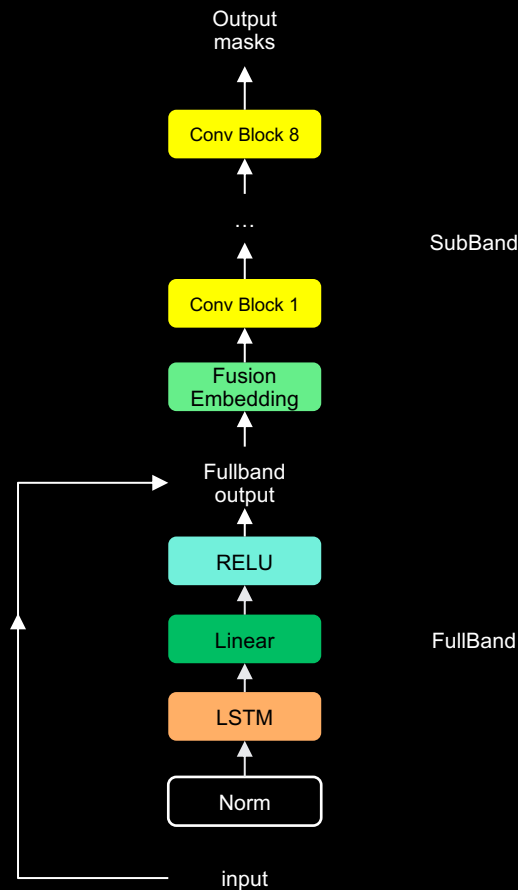 Output
masks
Conv Block 8
...
SubBand
Conv Block 1
Fusion
Embedding
Fullband
output
RELU
Linear
FullBand
LSTM
Norm
input